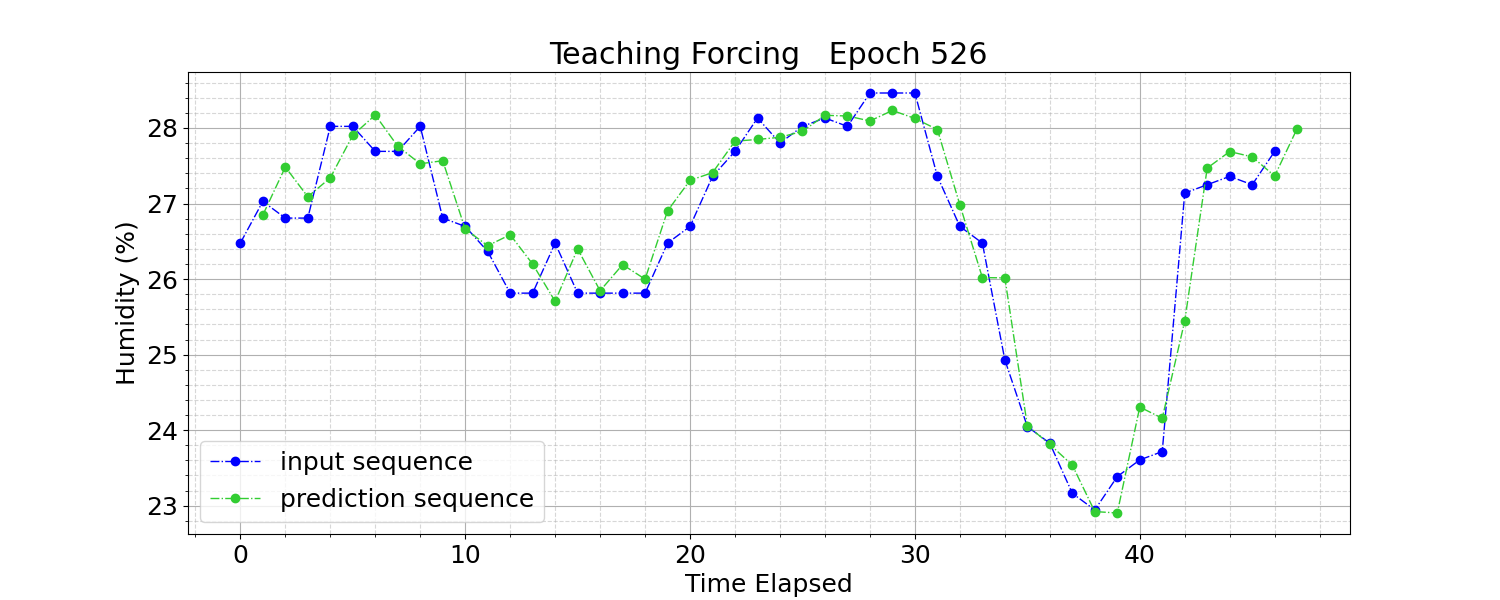 Teaching Forcing   Epoch 526
Humidity (%)
28
27
26
25
24
23
input sequence
prediction sequence
0 10 20 30 40
Time Elapsed